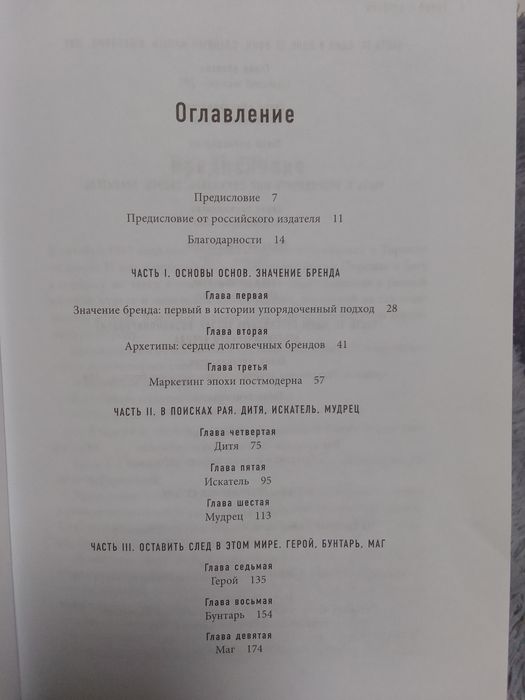 Оглавление
Предисловие 7
Предисловие от российского издателя 11
Благодарности 14
ЧАСТЬ I. ОСНОВЫ ОСНОВ. ЗНАЧЕНИЕ БРЕНДА
Глава первая
Значение бренда: первый в истории упорядоченный подход 28
Глава вторая
Архетипы: сердце долговечных брендов 41
Глава третья
Маркетинг эпохи постмодерна 57
ЧАСТЬ II. В ПОИСКАХ РАЯ. ДИТЯ, ИСКАТЕЛЬ, МУДРЕЦ
Глава четвертая
Дитя 75
Глава пятая
Искатель 95
Глава шестая
Мудрец 113
ЧАСТЬ III. ОСТАВИТЬ СЛЕД В ЭТОМ МИРЕ. ГЕРОЙ, БУНТАРЬ, МАГ
Глава седьмая
Герой 135
Глава восьмая
Бунтарь 154
Глава девятая
Маг 174